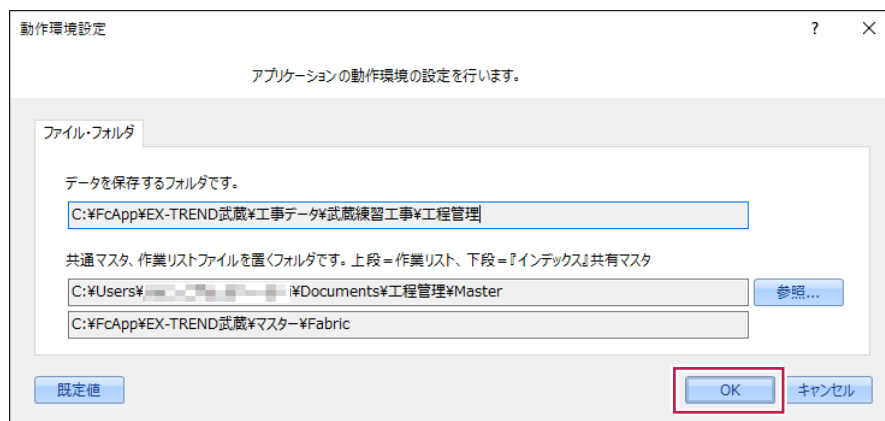 動作環境設定
?
アプリケーションの動作環境の設定を行います。
ファイル・フォルダ
データを保存するフォルダです。
C:¥FcApp¥EX-TREND武蔵¥工事データ¥武蔵練習工事¥工程管理
共通マスタ、作業リストファイルを置くフォルダです。上段=作業リスト、下段=『インデックス』共有マスタ
C:¥Users¥ i¥Documents¥工程管理¥Master
参照...
C:¥FcApp¥EX-TREND武蔵¥マスター¥Fabric
既定値
OK
キャンセル